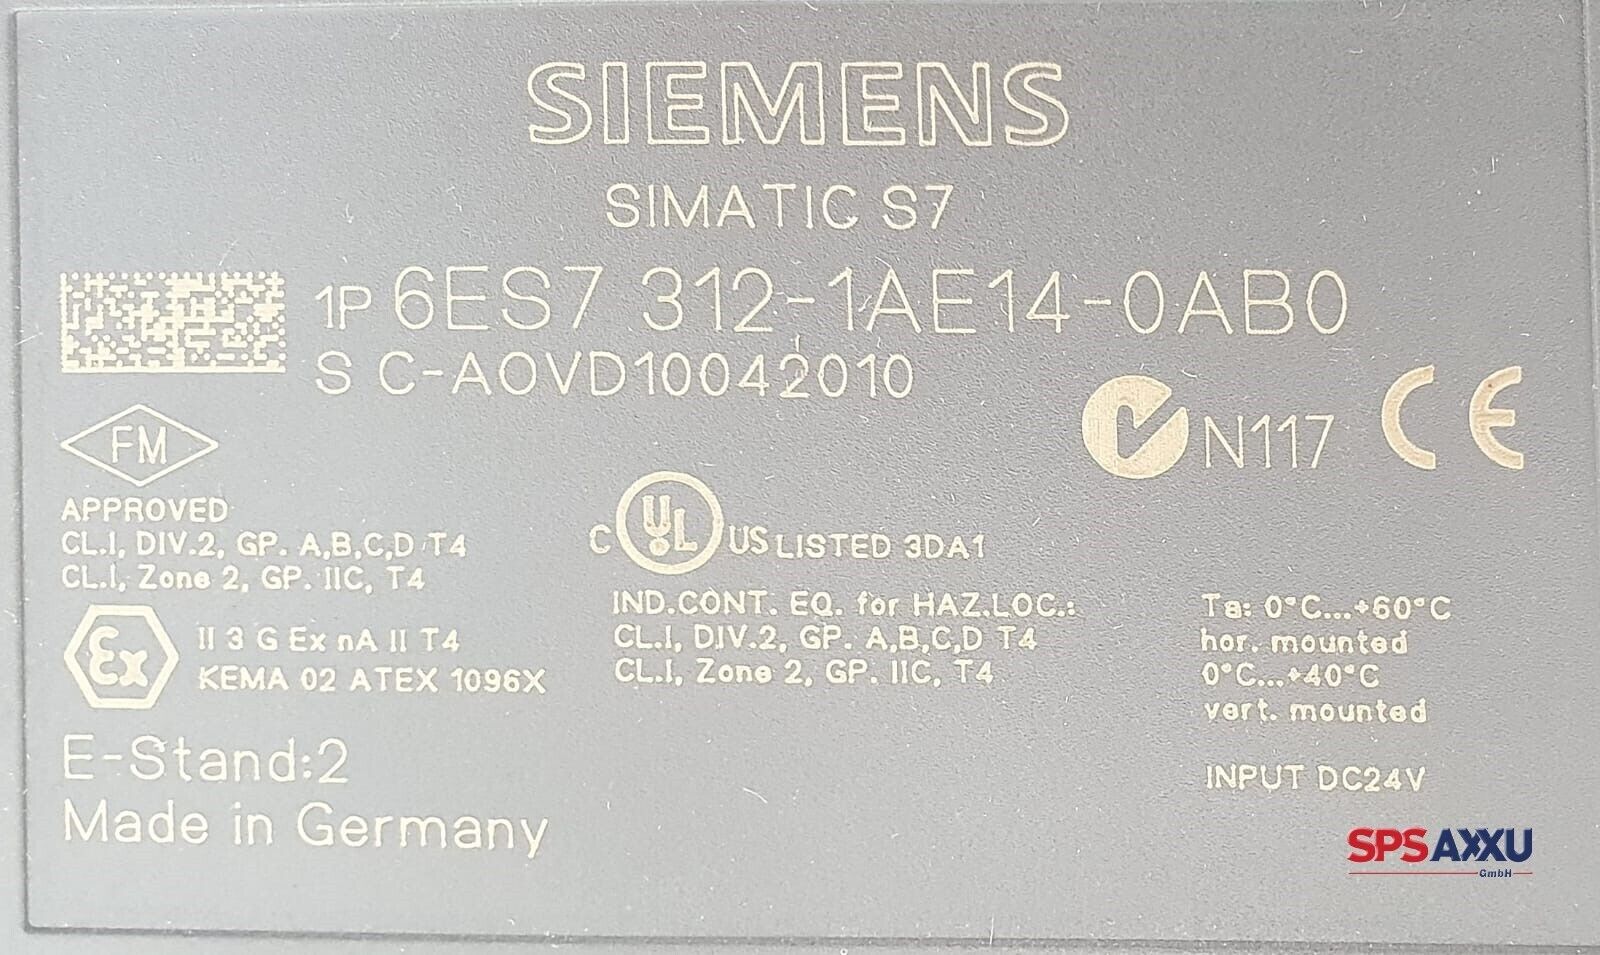 SIEMENS
SIMATIC S7
1P 6ES7 312-1AE14-0AB0
S C-A0VD10042010
N117 CE
FM
APPROVED
CL.I, DIV.2, GP. A,B,C,D T4
CL.I, Zone 2, GP. IIC, T4
C UL US LISTED 3DA1
IND.CONT. EQ. for HAZ.LOC.:
CL.I, DIV.2, GP. A,B,C,D T4
CL.I, Zone 2, GP. IIC, T4
Ex II 3 G Ex nA II T4
KEMA 02 ATEX 1096X
Ta: 0°C...+60°C
hor. mounted
0°C...+40°C
vert. mounted
E-Stand:2
Made in Germany
INPUT DC24V
SPSAXXU
GmbH